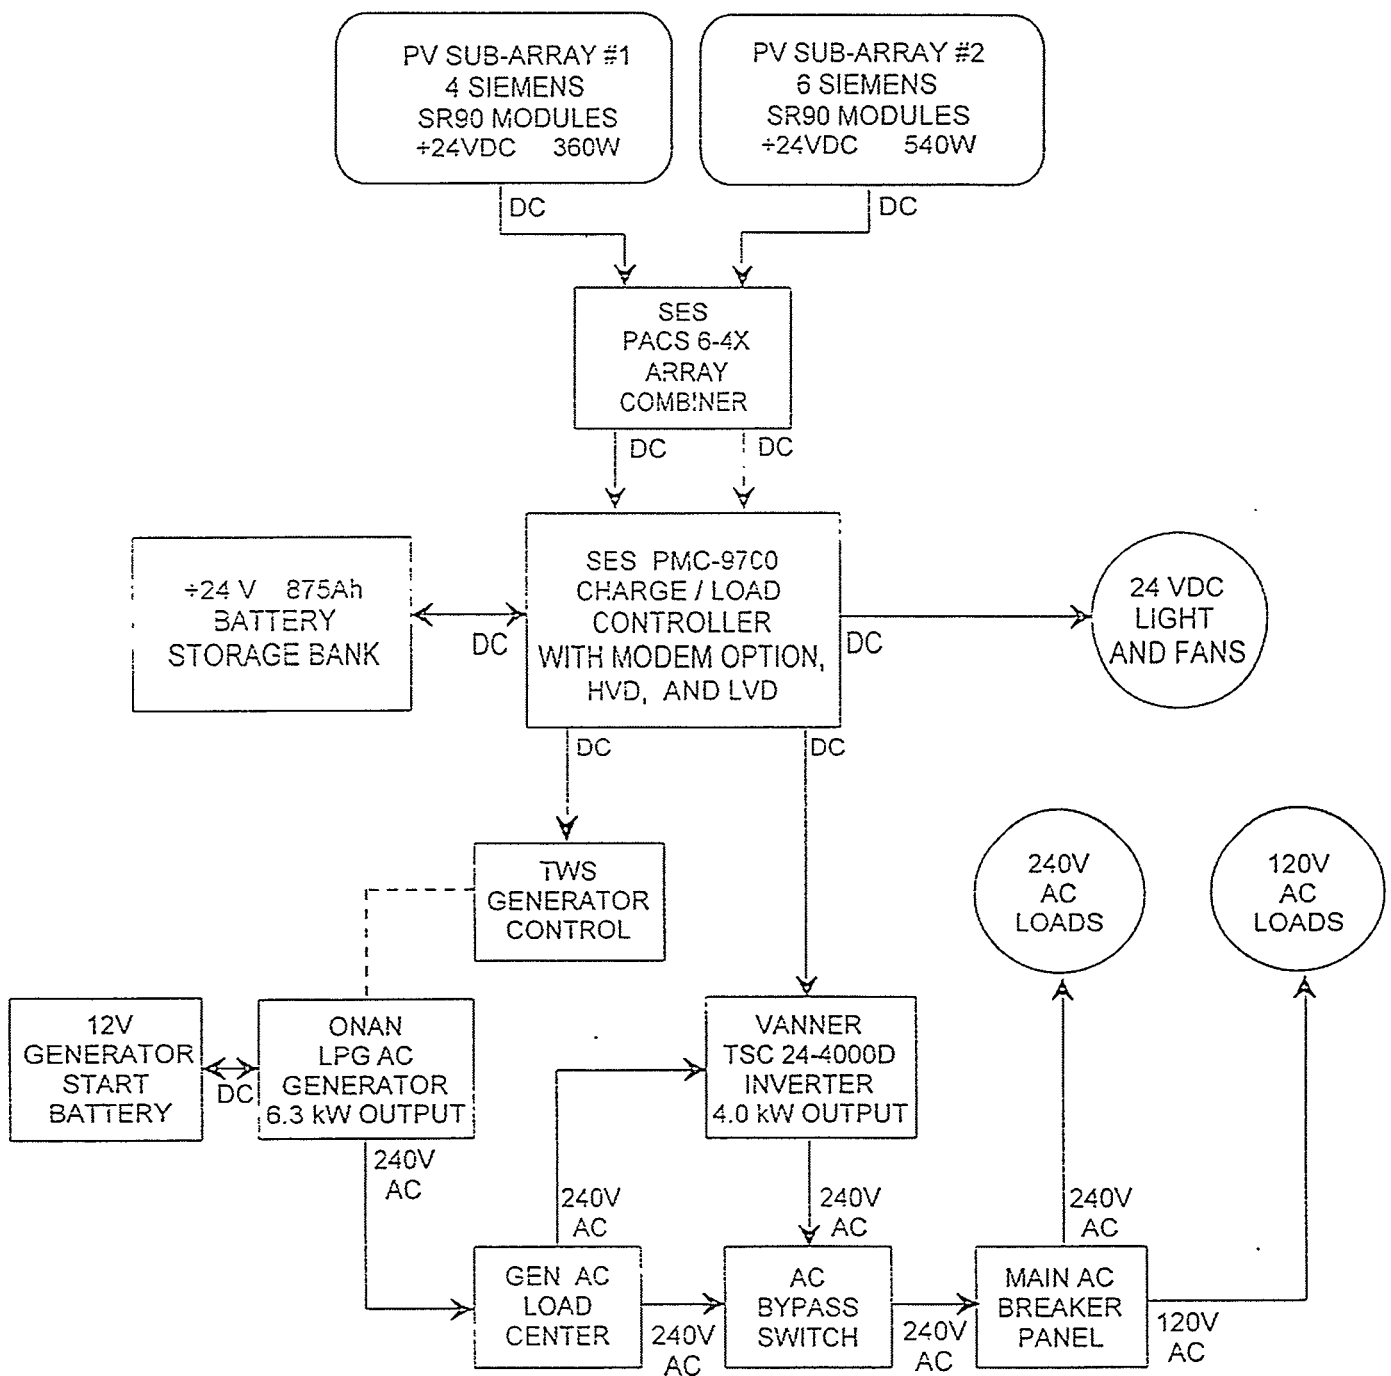 PV SUB-ARRAY #1
4 SIEMENS
SR90 MODULES
÷24VDC 360W
PV SUB-ARRAY #2
6 SIEMENS
SR90 MODULES
÷24VDC 540W
DC
DC
SES
PACS 6-4X
ARRAY
COMBINER
DC
DC
÷24 V 875Ah
BATTERY
STORAGE BANK
DC
SES PMC-9700
CHARGE / LOAD
CONTROLLER
WITH MODEM OPTION,
HVD, AND LVD
DC
24 VDC
LIGHT
AND FANS
DC
DC
TWS
GENERATOR
CONTROL
240V
AC
LOADS
120V
AC
LOADS
12V
GENERATOR
START
BATTERY
DC
ONAN
LPG AC
GENERATOR
6.3 kW OUTPUT
VANNER
TSC 24-4000D
INVERTER
4.0 kW OUTPUT
240V
AC
240V
AC
240V
AC
240V
AC
GEN AC
LOAD
CENTER
240V
AC
AC
BYPASS
SWITCH
240V
AC
MAIN AC
BREAKER
PANEL
120V
AC